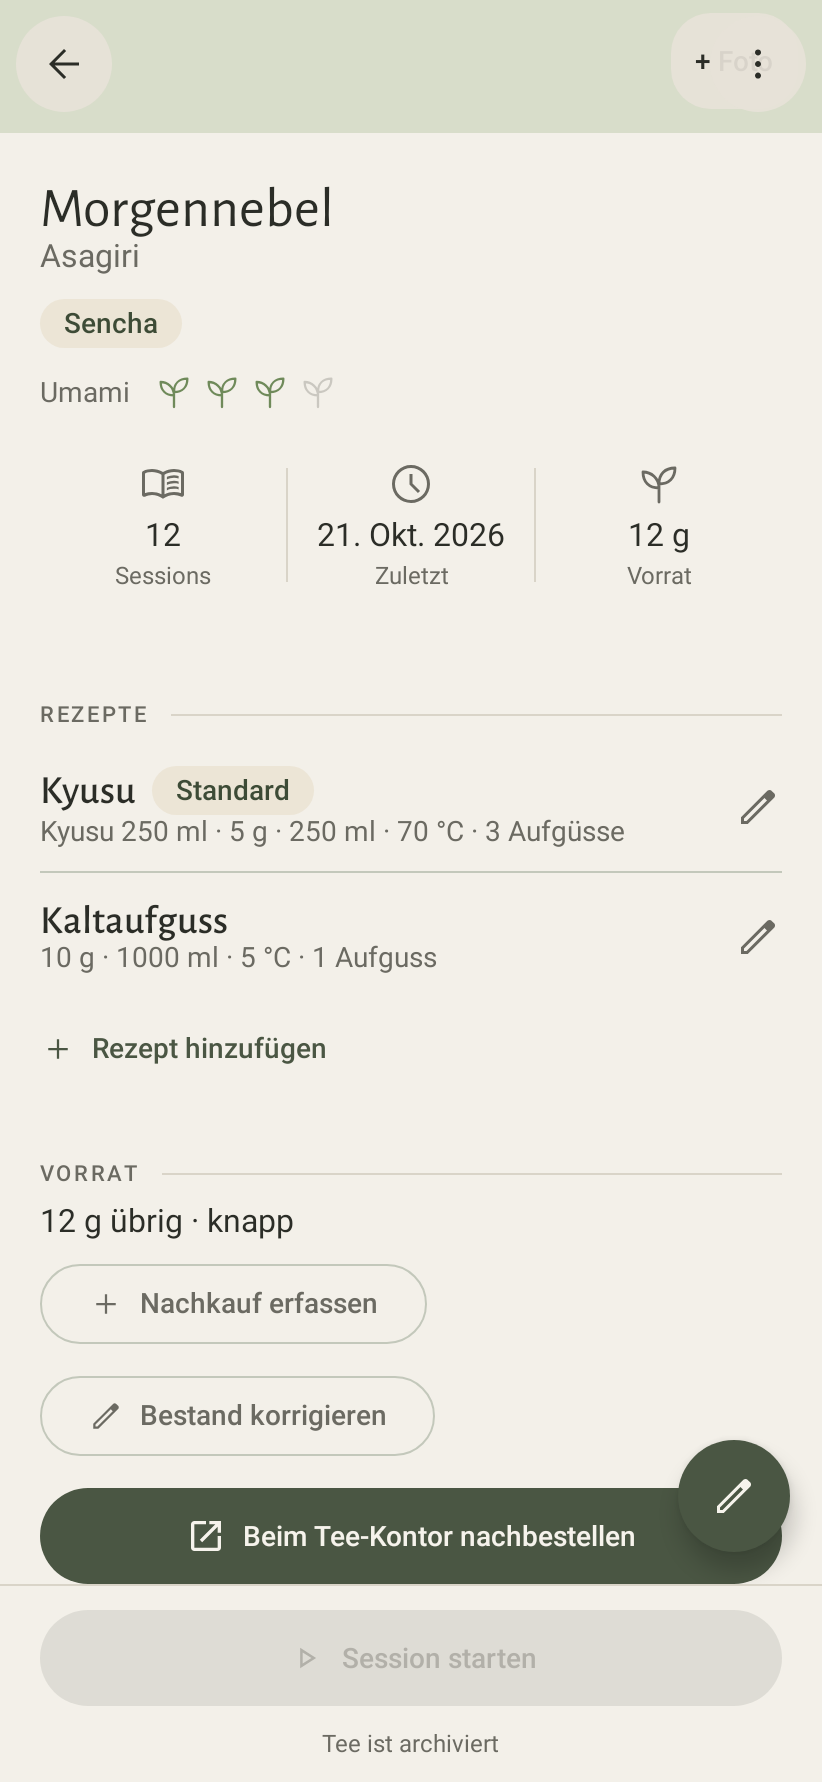 + Foto
Morgennebel
Asagiri
Sencha
Umami
12
Sessions
21. Okt. 2026
Zuletzt
12 g
Vorrat
REZEPTE
Kyusu
Standard
Kyusu 250 ml · 5 g · 250 ml · 70 °C · 3 Aufgüsse
Kaltaufguss
10 g · 1000 ml · 5 °C · 1 Aufguss
+ Rezept hinzufügen
VORRAT
12 g übrig · knapp
+ Nachkauf erfassen
Bestand korrigieren
Beim Tee-Kontor nachbestellen
Session starten
Tee ist archiviert